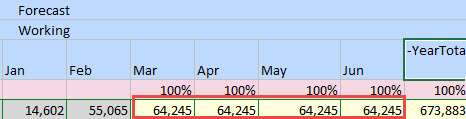 Forecast
Working
-YearTota
Jan Feb Mar Apr May Jun
100% 100% 100% 100% 100%
14,602 55,065 64,245 64,245 64,245 64,245 673,883